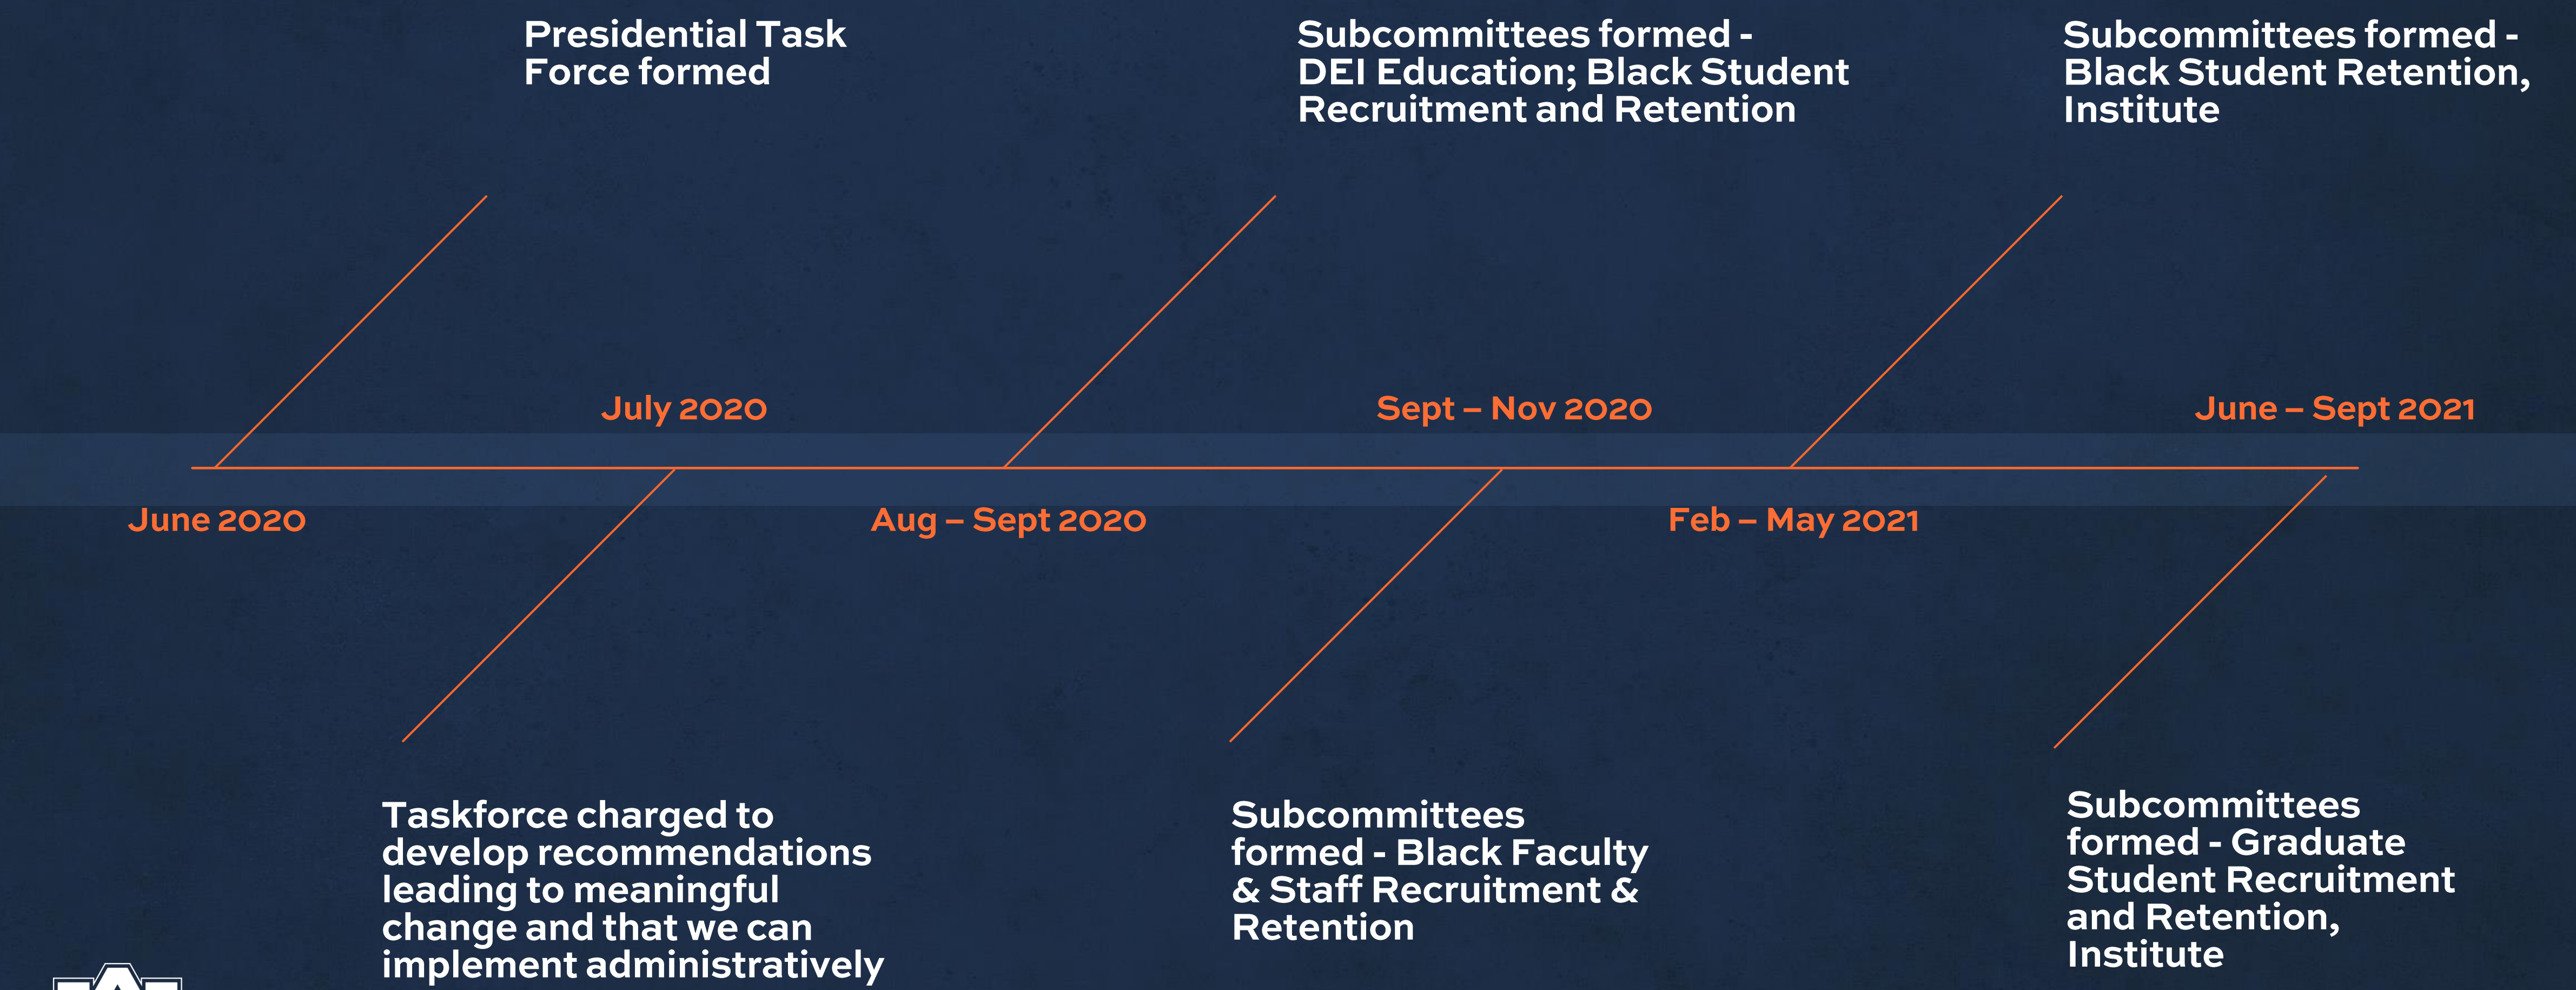 Presidential Task
Force formed
Subcommittees formed -
DEI Education; Black Student
Recruitment and Retention
Subcommittees formed -
Black Student Retention,
Institute
July 2020
Sept – Nov 2020
June – Sept 2021
June 2020
Aug – Sept 2020
Feb – May 2021
Taskforce charged to
develop recommendations
leading to meaningful
change and that we can
implement administratively
Subcommittees
formed - Black Faculty
& Staff Recruitment &
Retention
Subcommittees
formed - Graduate
Student Recruitment
and Retention,
Institute